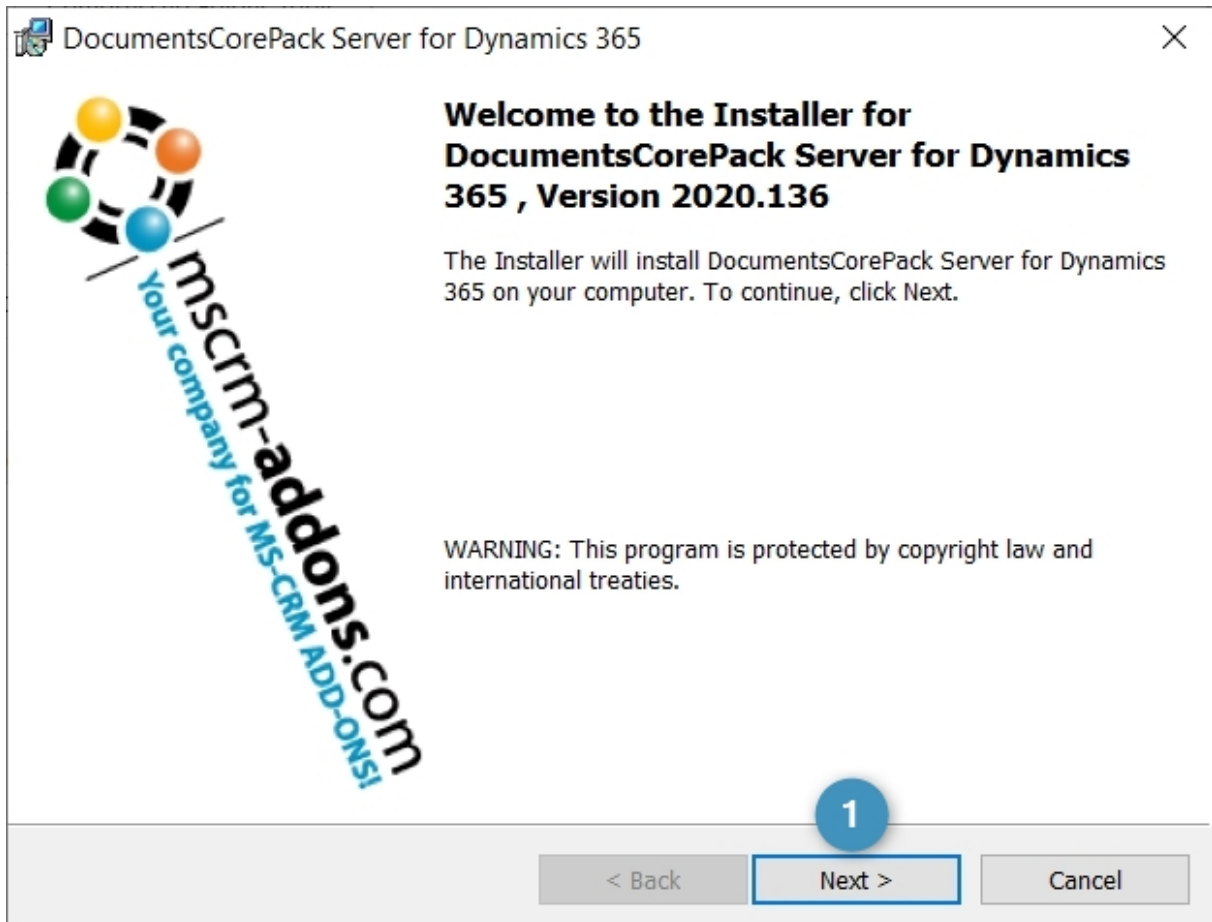 DocumentsCorePack Server for Dynamics 365
Welcome to the Installer for
DocumentsCorePack Server for Dynamics
365 , Version 2020.136
The Installer will install DocumentsCorePack Server for Dynamics
365 on your computer. To continue, click Next.
mscrm-addons.com
Your company for MS-CRM ADD-ONS!
WARNING: This program is protected by copyright law and
international treaties.
1
< Back
Next >
Cancel